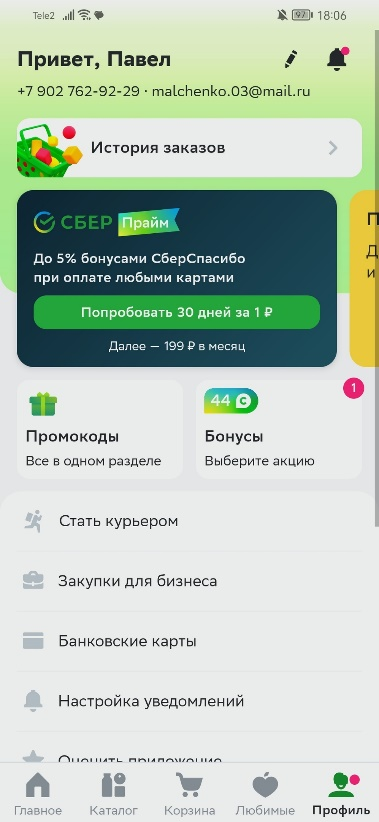 Tele2 97 18:06
Привет, Павел
+7 902 762-92-29 · malchenko.03@mail.ru
История заказов
СБЕР Прайм
До 5% бонусами СберСпасибо
при оплате любыми картами
Попробовать 30 дней за 1 ₽
Далее — 199 ₽ в месяц
П
Д
и
Промокоды
Все в одном разделе
44 С
1
Бонусы
Выберите акцию
Стать курьером
Закупки для бизнеса
Банковские карты
Настройка уведомлений
Оценить приложение
Главное Каталог Корзина Любимые Профиль